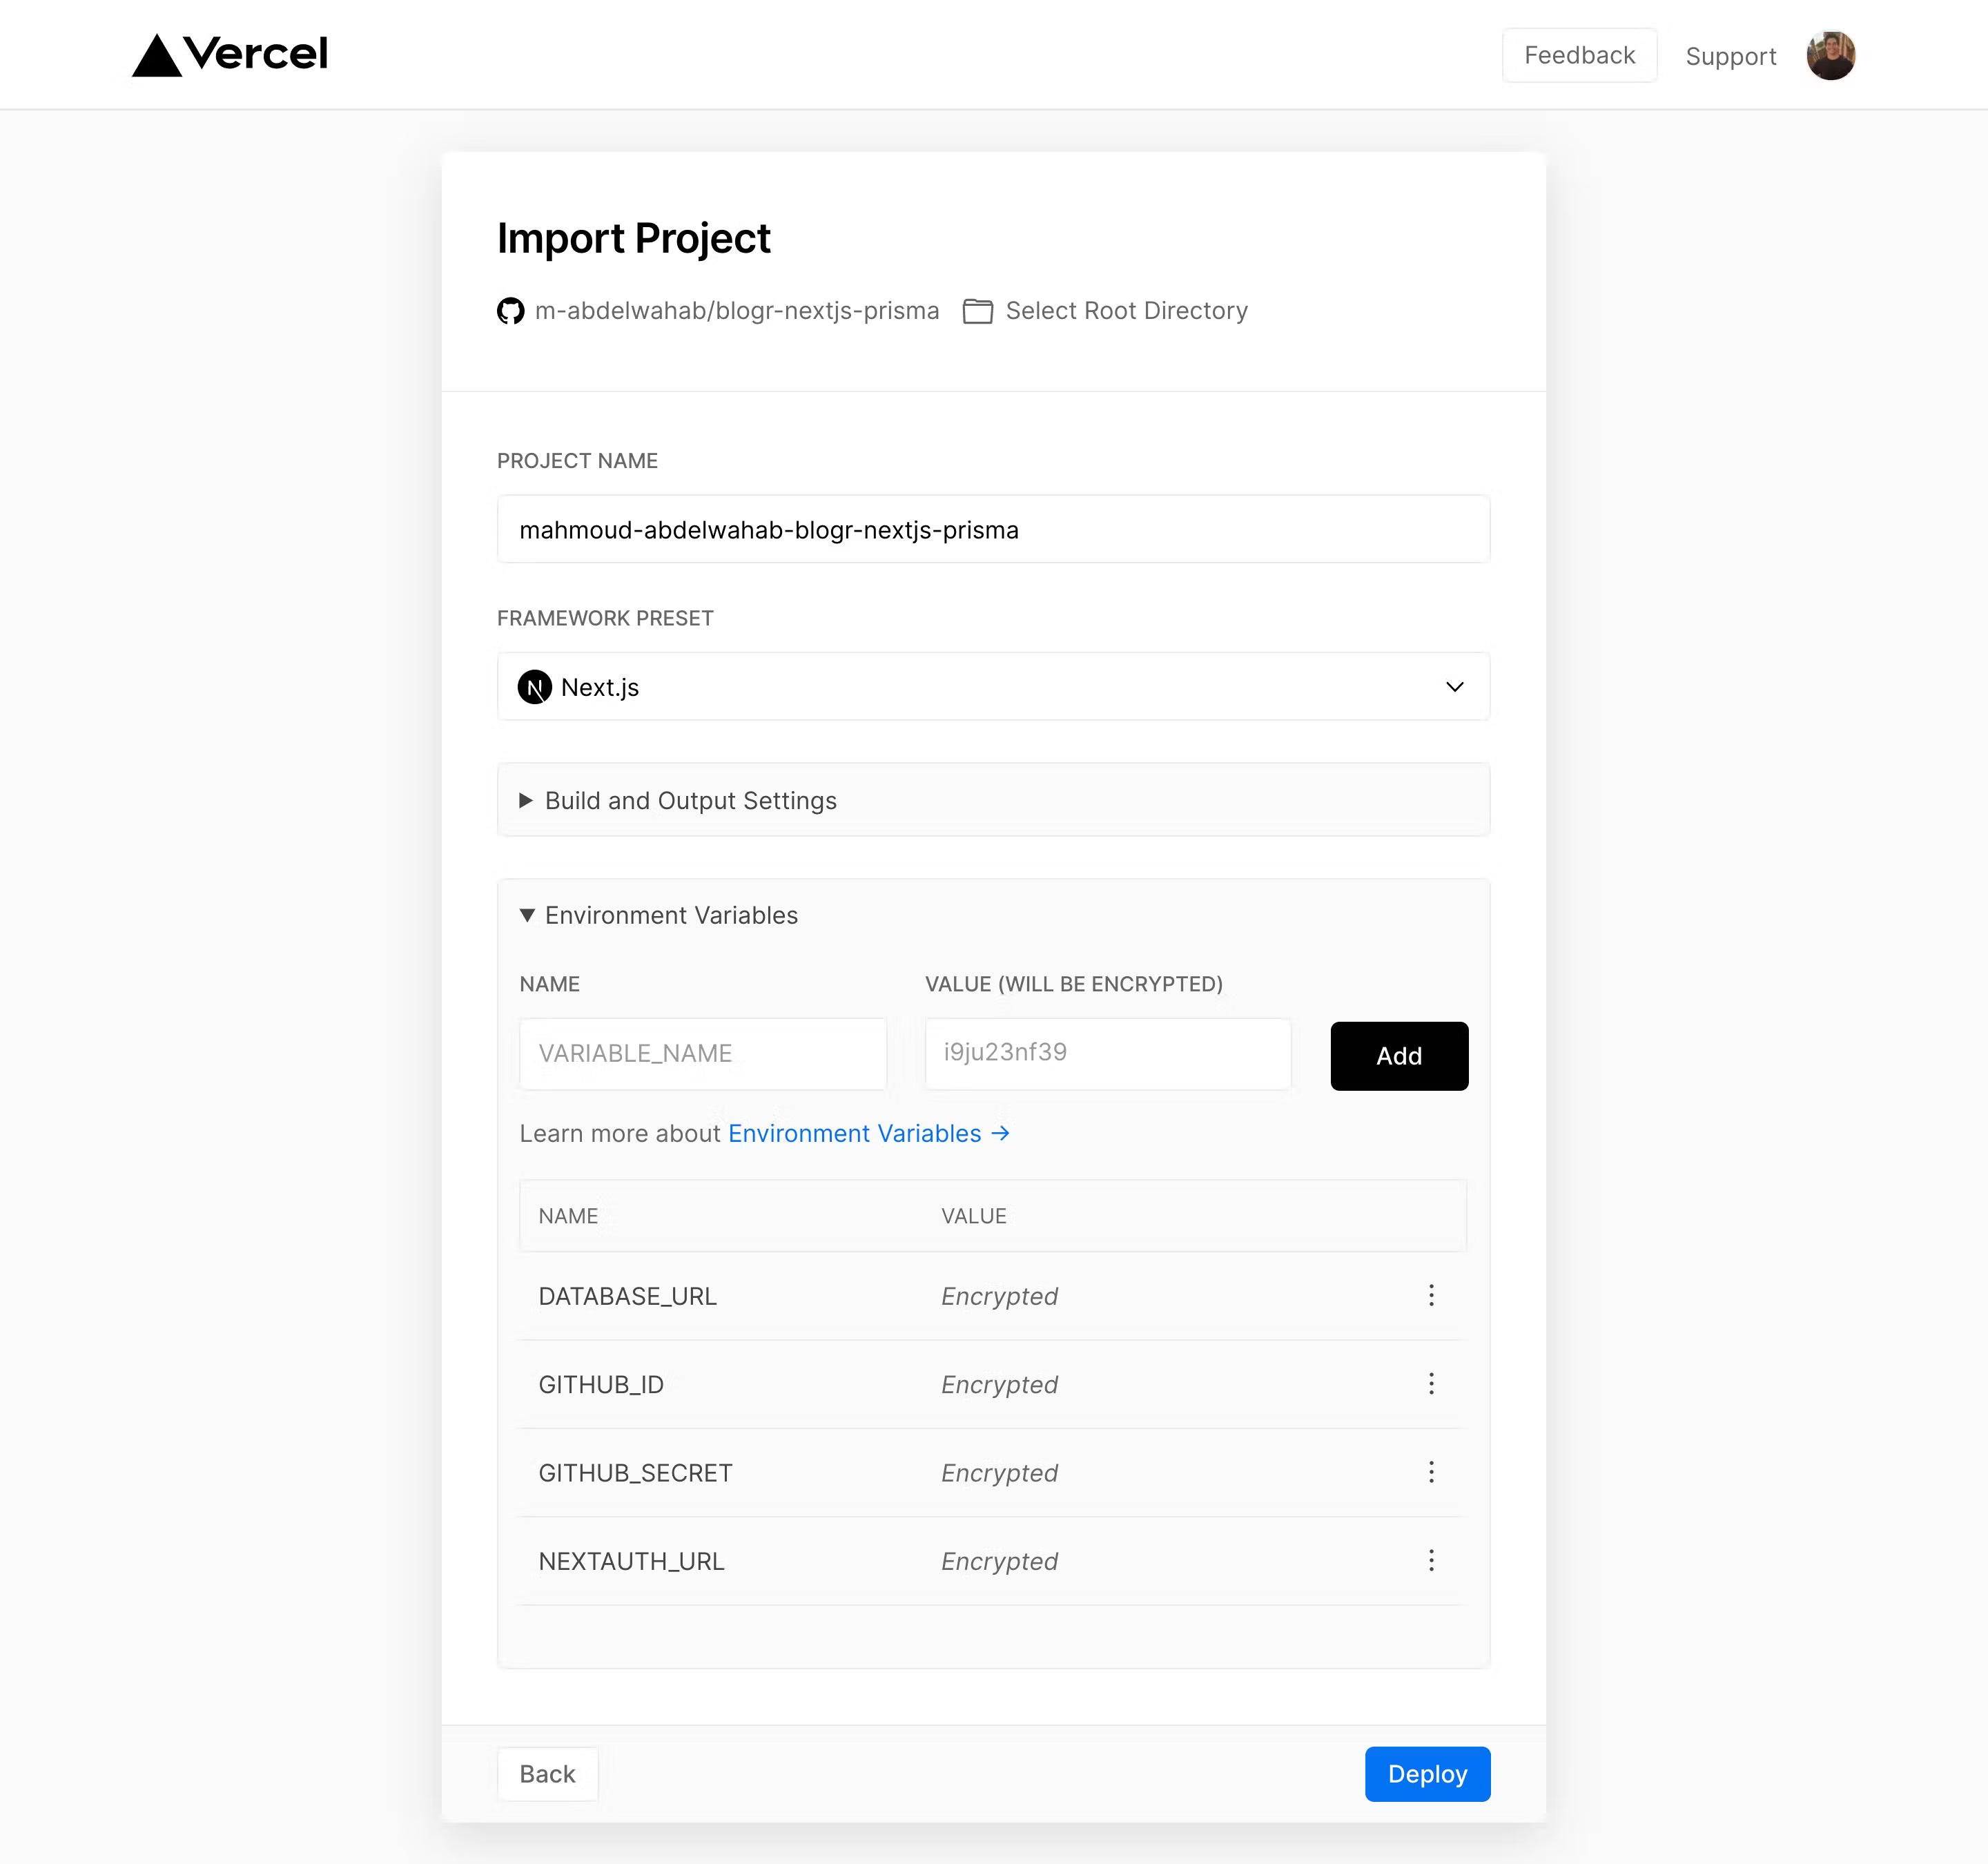 Vercel
Feedback
Support
Import Project
m-abdelwahab/blogr-nextjs-prisma
Select Root Directory
PROJECT NAME
mahmoud-abdelwahab-blogr-nextjs-prisma
FRAMEWORK PRESET
Next.js
Build and Output Settings
Environment Variables
NAME
VALUE (WILL BE ENCRYPTED)
VARIABLE_NAME
i9ju23nf39
Add
Learn more about Environment Variables →
NAME
VALUE
DATABASE_URL
Encrypted
GITHUB_ID
Encrypted
GITHUB_SECRET
Encrypted
NEXTAUTH_URL
Encrypted
Back
Deploy